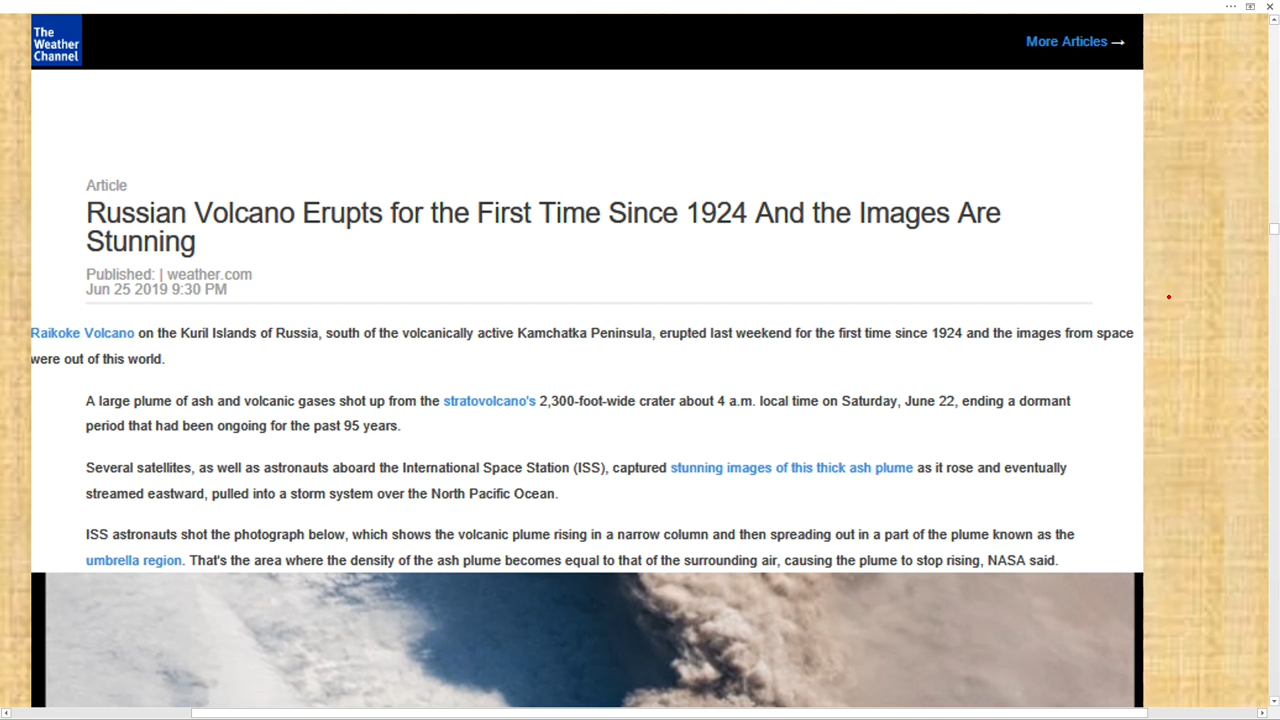 The
Weather
Channel
More Articles →
Article
Russian Volcano Erupts for the First Time Since 1924 And the Images Are
Stunning
Published: | weather.com
Jun 25 2019 9:30 PM
Raikoke Volcano on the Kuril Islands of Russia, south of the volcanically active Kamchatka Peninsula, erupted last weekend for the first time since 1924 and the images from space
were out of this world.
A large plume of ash and volcanic gases shot up from the stratovolcano's 2,300-foot-wide crater about 4 a.m. local time on Saturday, June 22, ending a dormant
period that had been ongoing for the past 95 years.
Several satellites, as well as astronauts aboard the International Space Station (ISS), captured stunning images of this thick ash plume as it rose and eventually
streamed eastward, pulled into a storm system over the North Pacific Ocean.
ISS astronauts shot the photograph below, which shows the volcanic plume rising in a narrow column and then spreading out in a part of the plume known as the
umbrella region. That's the area where the density of the ash plume becomes equal to that of the surrounding air, causing the plume to stop rising, NASA said.